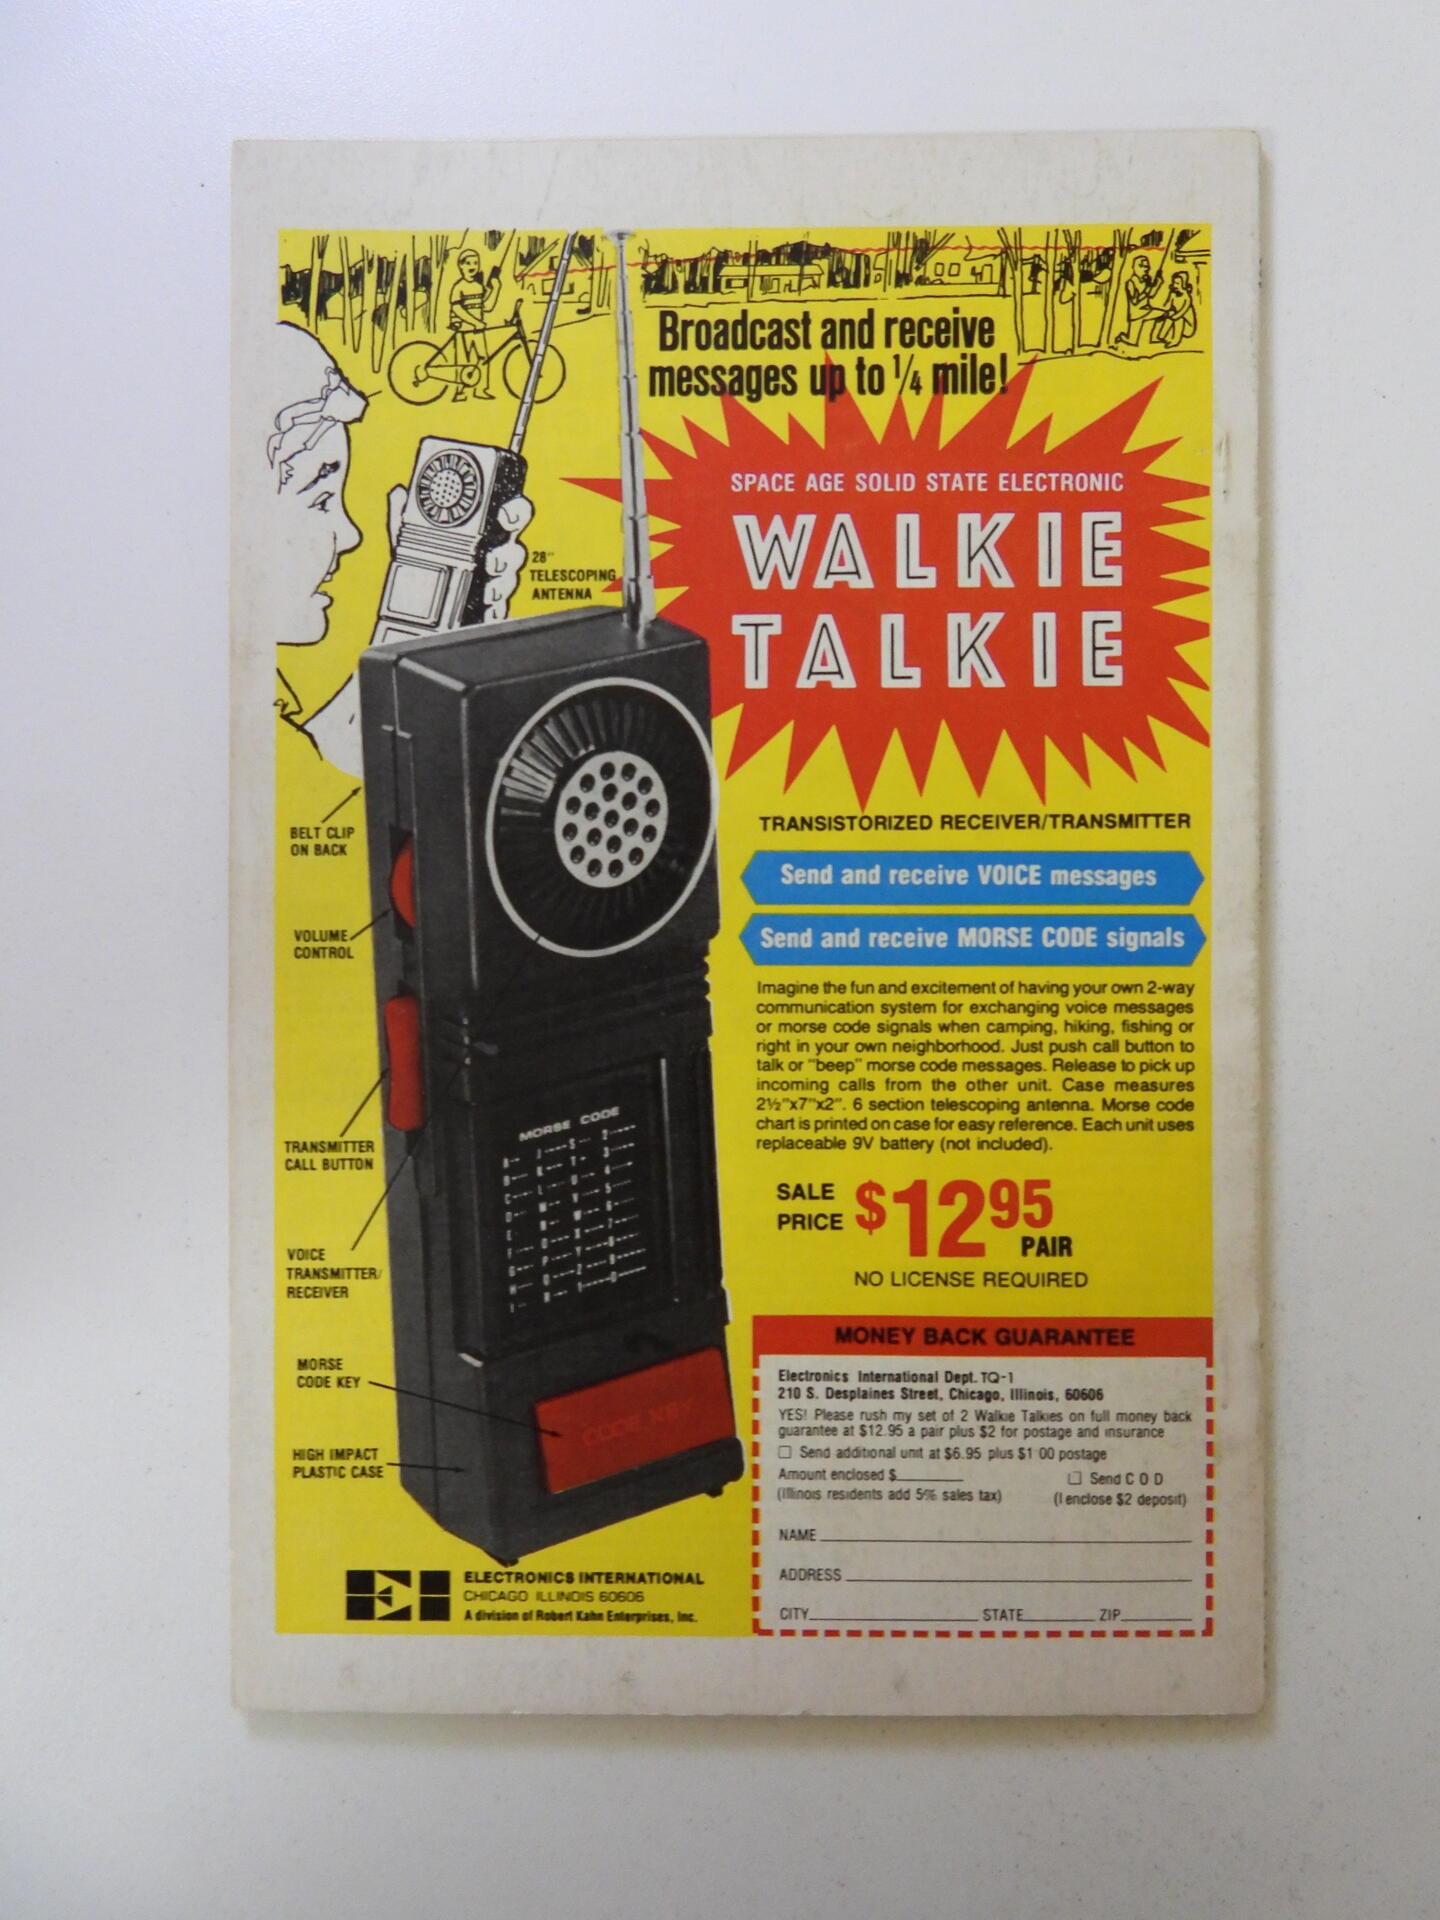 Broadcast and receive
messages up to 1/4 mile!
SPACE AGE SOLID STATE ELECTRONIC
WALKIE
TALKIE
28"
TELESCOPING
ANTENNA
BELT CLIP
ON BACK
VOLUME
CONTROL
TRANSMITTER
CALL BUTTON
VOICE
TRANSMITTER/
RECEIVER
MORSE
CODE KEY
HIGH IMPACT
PLASTIC CASE
MORSE CODE
CODE KEY
TRANSISTORIZED RECEIVER/TRANSMITTER
Send and receive VOICE messages
Send and receive MORSE CODE signals
Imagine the fun and excitement of having your own 2-way
communication system for exchanging voice messages
or morse code signals when camping, hiking, fishing or
right in your own neighborhood. Just push call button to
talk or "beep" morse code messages. Release to pick up
incoming calls from the other unit. Case measures
2½"x7"x2". 6 section telescoping antenna. Morse code
chart is printed on case for easy reference. Each unit uses
replaceable 9V battery (not included).
SALE
PRICE $12.95
PAIR
NO LICENSE REQUIRED
MONEY BACK GUARANTEE
Electronics International Dept. TQ-1
210 S. Desplaines Street, Chicago, Illinois, 60606
YES! Please rush my set of 2 Walkie Talkies on full money back
guarantee at $12.95 a pair plus $2 for postage and insurance
Send additional unit at $6.95 plus $1 00 postage
Amount enclosed $ Send C O D
(Illinois residents add 5% sales tax) (I enclose $2 deposit)
NAME
ADDRESS
CITY STATE ZIP
EI
ELECTRONICS INTERNATIONAL
CHICAGO ILLINOIS 60606
A division of Robert Kahn Enterprises, Inc.